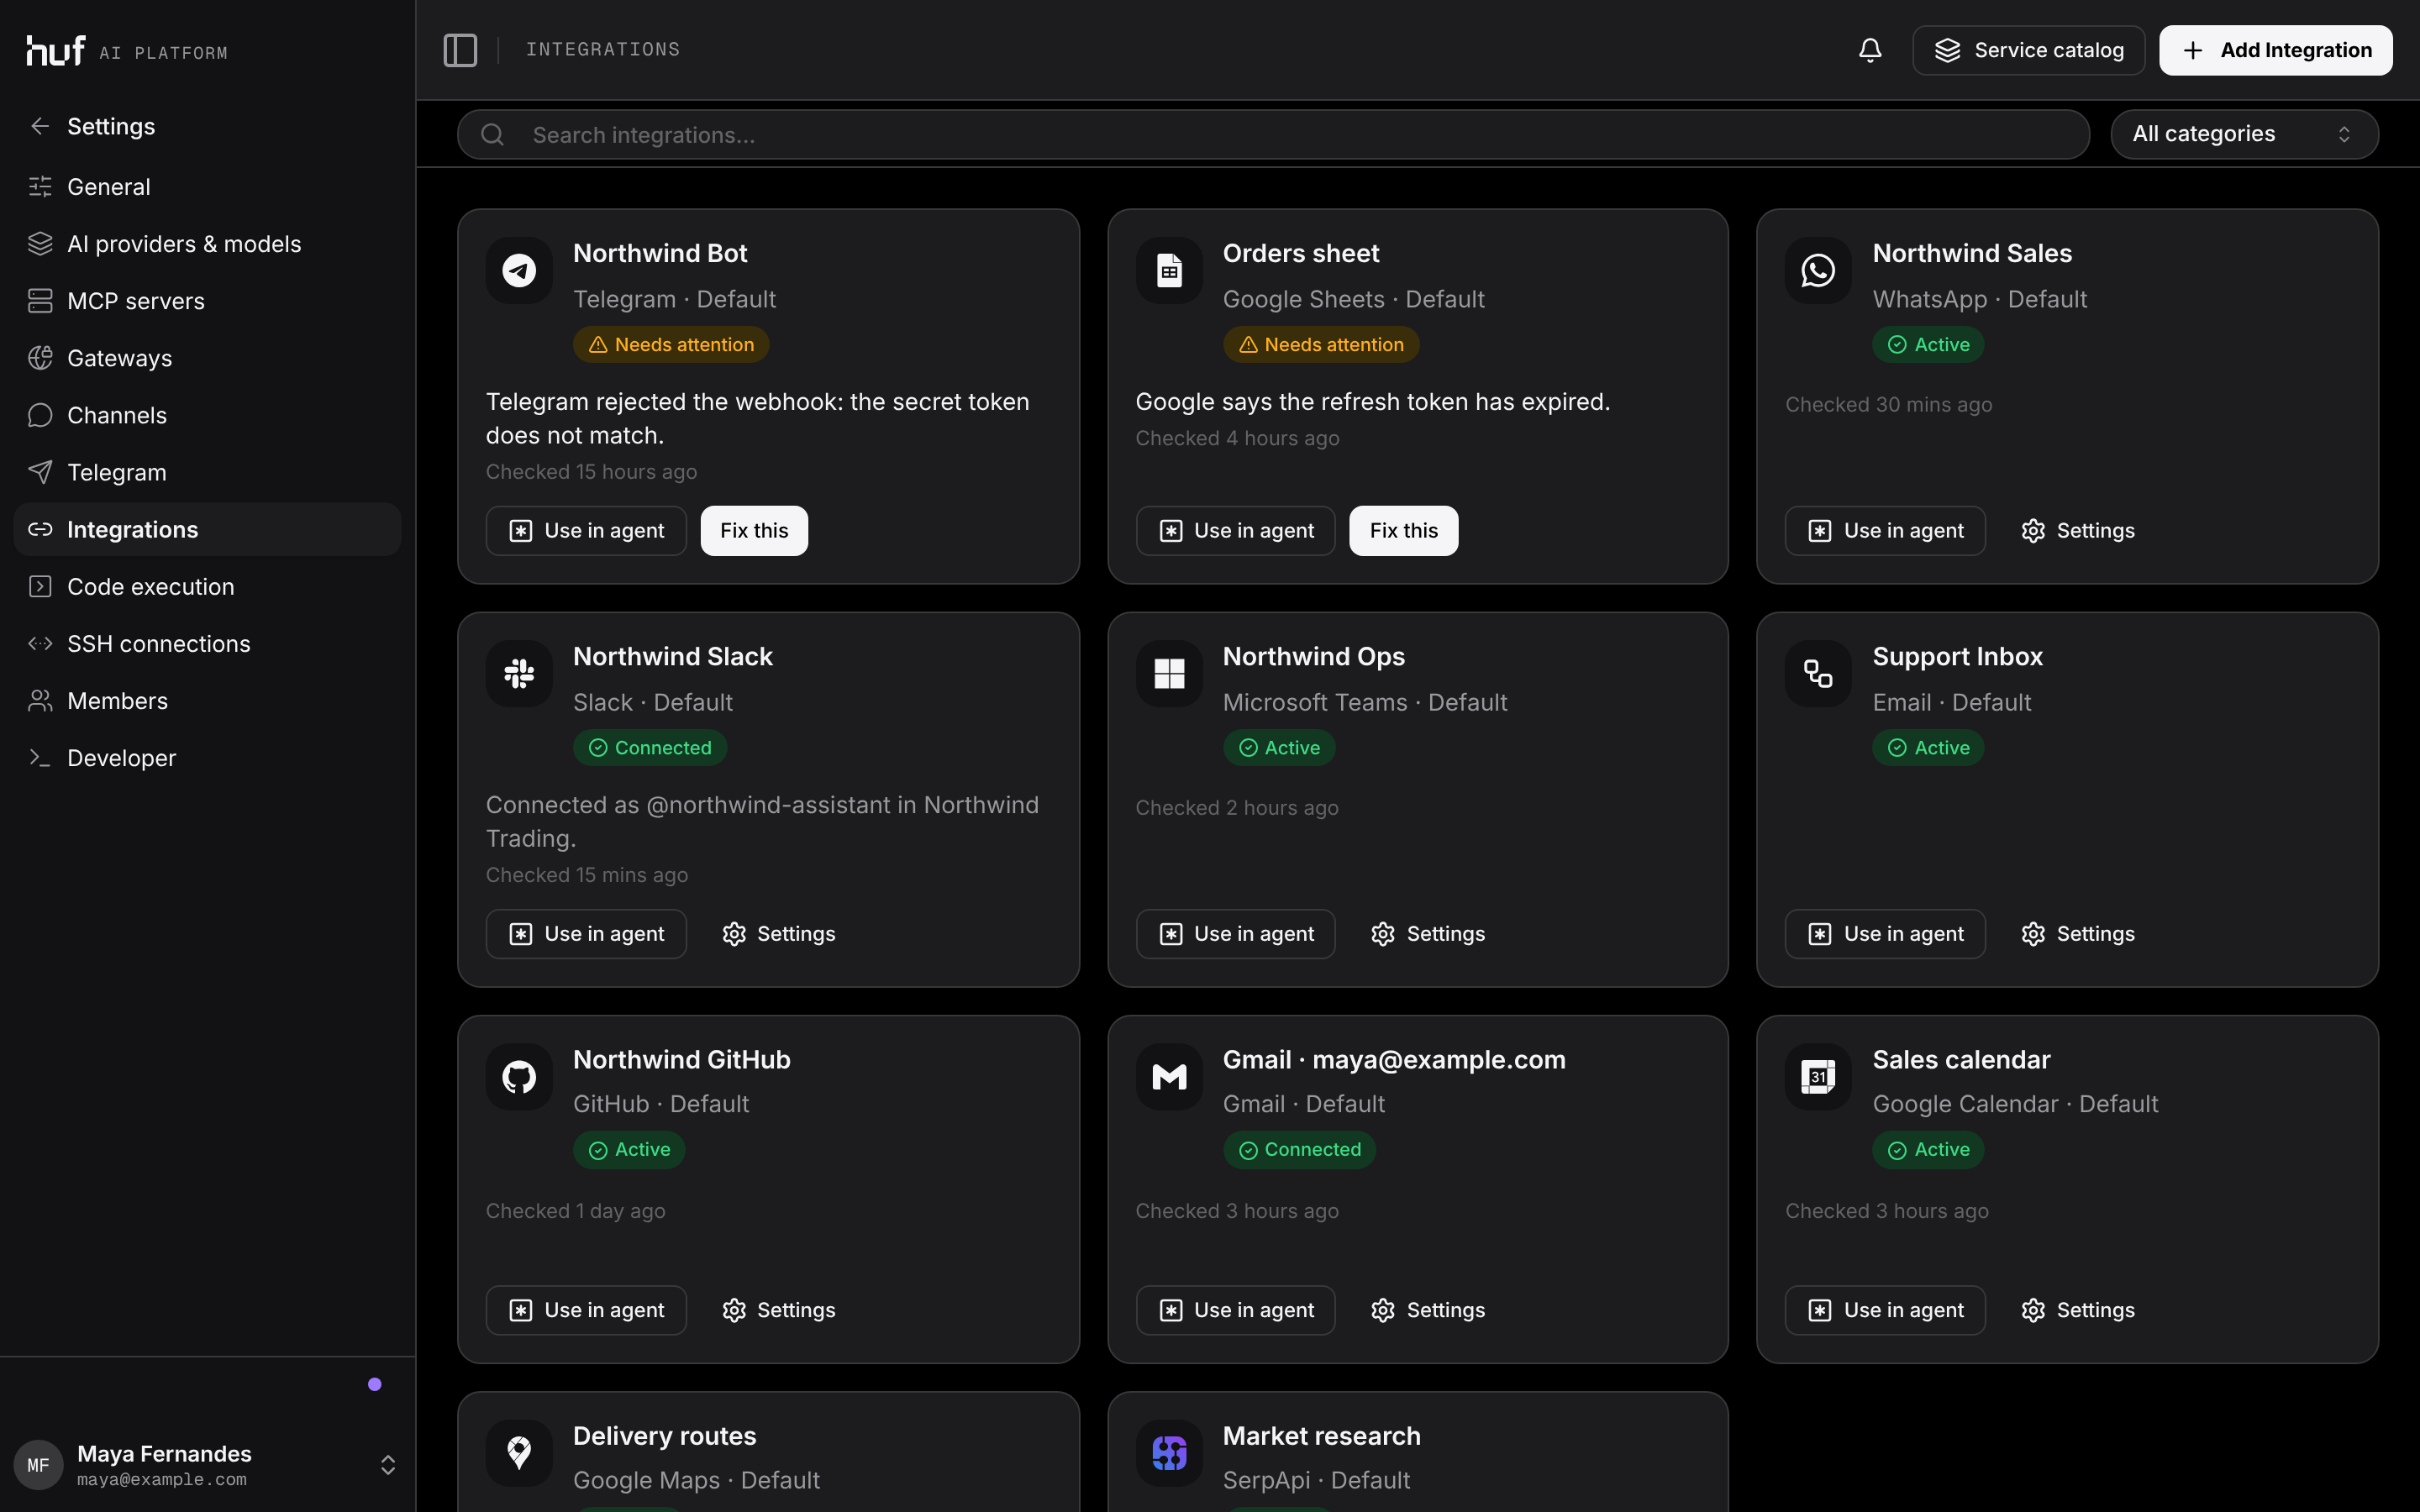 huf AI PLATFORM
Settings
General
AI providers & models
MCP servers
Gateways
Channels
Telegram
Integrations
Code execution
SSH connections
Members
Developer
MF
Maya Fernandes
maya@example.com
INTEGRATIONS
Service catalog
Add Integration
Search integrations...
All categories
Northwind Bot
Telegram · Default
Needs attention
Telegram rejected the webhook: the secret token
does not match.
Checked 15 hours ago
Use in agent
Fix this
Orders sheet
Google Sheets · Default
Needs attention
Google says the refresh token has expired.
Checked 4 hours ago
Use in agent
Fix this
Northwind Sales
WhatsApp · Default
Active
Checked 30 mins ago
Use in agent
Settings
Northwind Slack
Slack · Default
Connected
Connected as @northwind-assistant in Northwind
Trading.
Checked 15 mins ago
Use in agent
Settings
Northwind Ops
Microsoft Teams · Default
Active
Checked 2 hours ago
Use in agent
Settings
Support Inbox
Email · Default
Active
Use in agent
Settings
Northwind GitHub
GitHub · Default
Active
Checked 1 day ago
Use in agent
Settings
Gmail · maya@example.com
Gmail · Default
Connected
Checked 3 hours ago
Use in agent
Settings
31
Sales calendar
Google Calendar · Default
Active
Checked 3 hours ago
Use in agent
Settings
Delivery routes
Google Maps · Default
Market research
SerpApi · Default